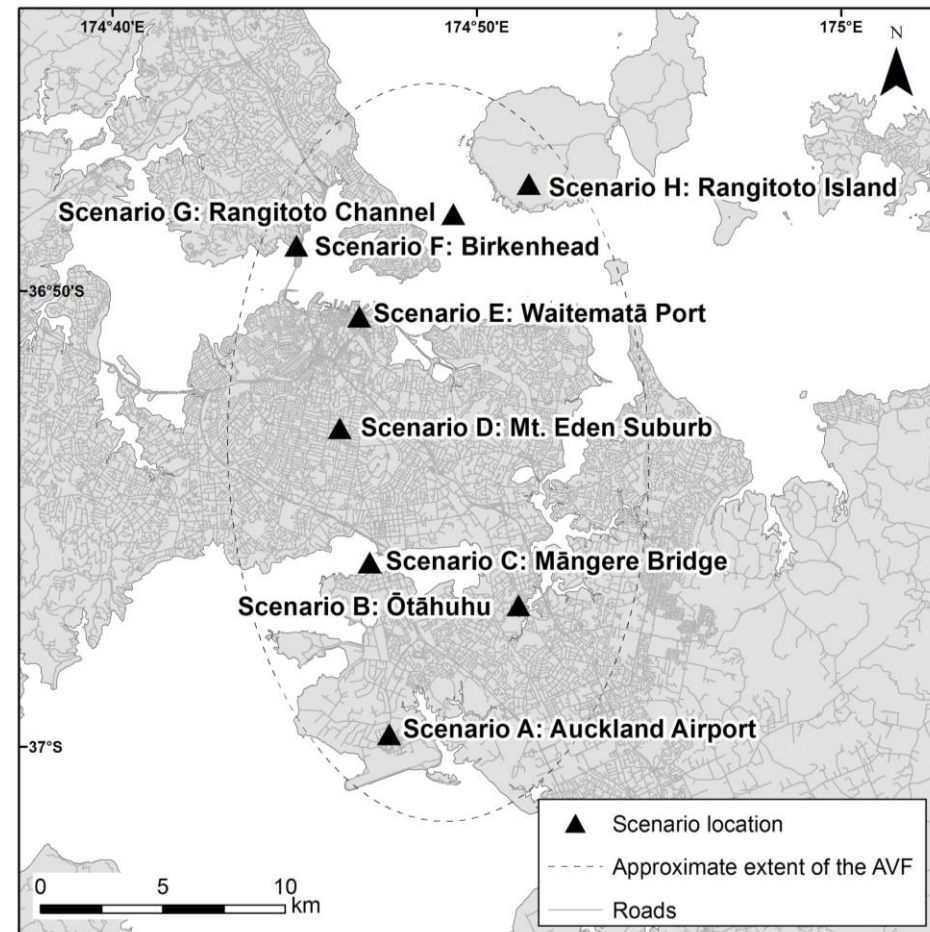 174°40'E
174°50'E
175°E
N
Scenario H: Rangitoto Island
Scenario G: Rangitoto Channel
Scenario F: Birkenhead
36°50'S
Scenario E: Waitematā Port
Scenario D: Mt. Eden Suburb
Scenario C: Māngere Bridge
Scenario B: Ōtāhuhu
Scenario A: Auckland Airport
37°S
Scenario location
Approximate extent of the AVF
Roads
0 5 10
km